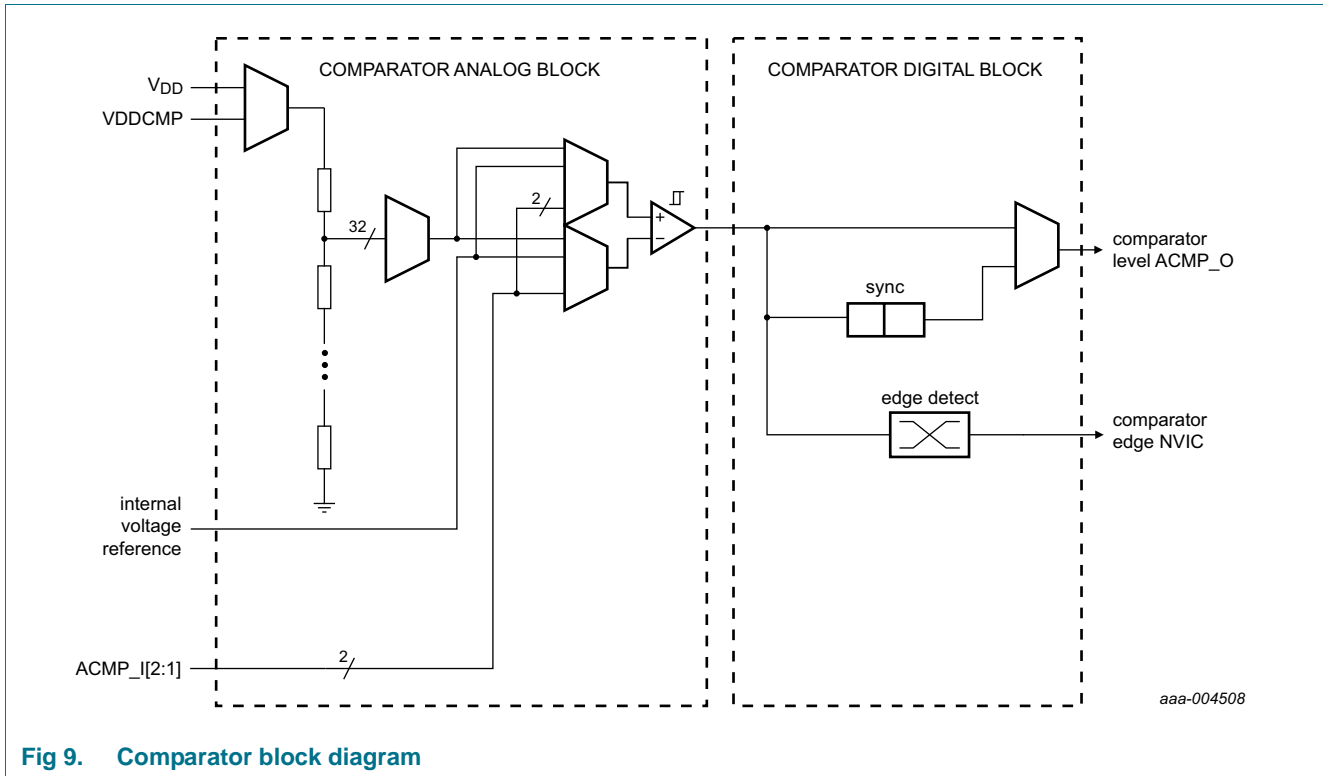 COMPARATOR ANALOG BLOCK
COMPARATOR DIGITAL BLOCK
VDD
VDDCMP
32
2
+
−
sync
comparator
level ACMP_O
edge detect
comparator
edge NVIC
internal
voltage
reference
ACMP_I[2:1]
2
aaa-004508
Fig 9. Comparator block diagram